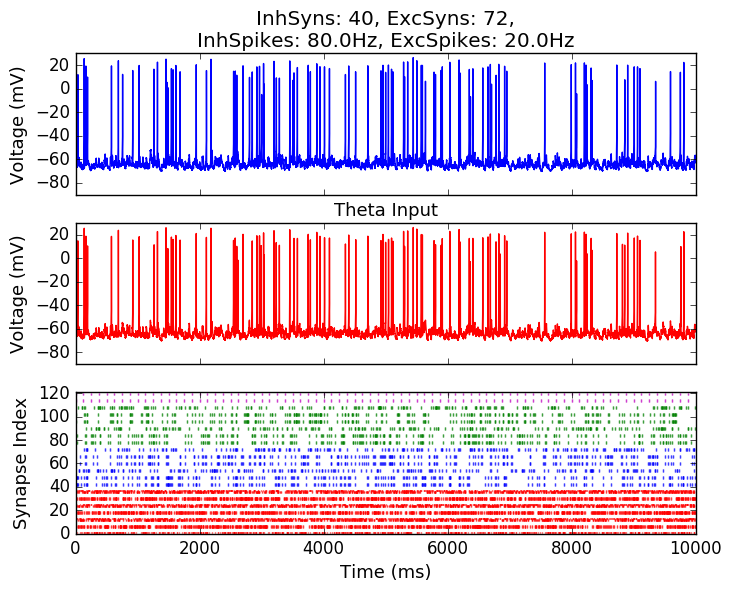 InhSyns: 40, ExcSyns: 72,
InhSpikes: 80.0Hz, ExcSpikes: 20.0Hz
20
0
−20
−40
−60
−80
Voltage (mV)
Theta Input
20
0
−20
−40
−60
−80
Voltage (mV)
120
100
80
60
40
20
0
Synapse Index
0 2000 4000 6000 8000 10000
Time (ms)